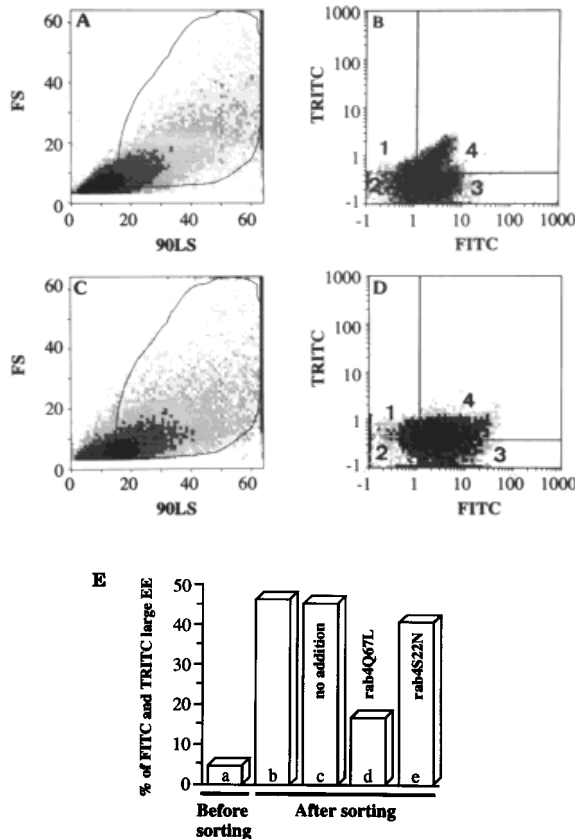 A
FS
60
40
20
0
0 20 40 60
90LS
B
TRITC
1000
100
10
1
-1
1
4
2
3
-1 1 10 100 1000
FITC
C
FS
60
40
20
0
0 20 40 60
90LS
D
TRITC
1000
100
10
1
-1
1
4
2
3
-1 1 10 100 1000
FITC
E
% of FITC and TRITC large EE
50
40
30
20
10
0
no addition
rab4Q67L
rab4S22N
a b c d e
Before sorting
After sorting